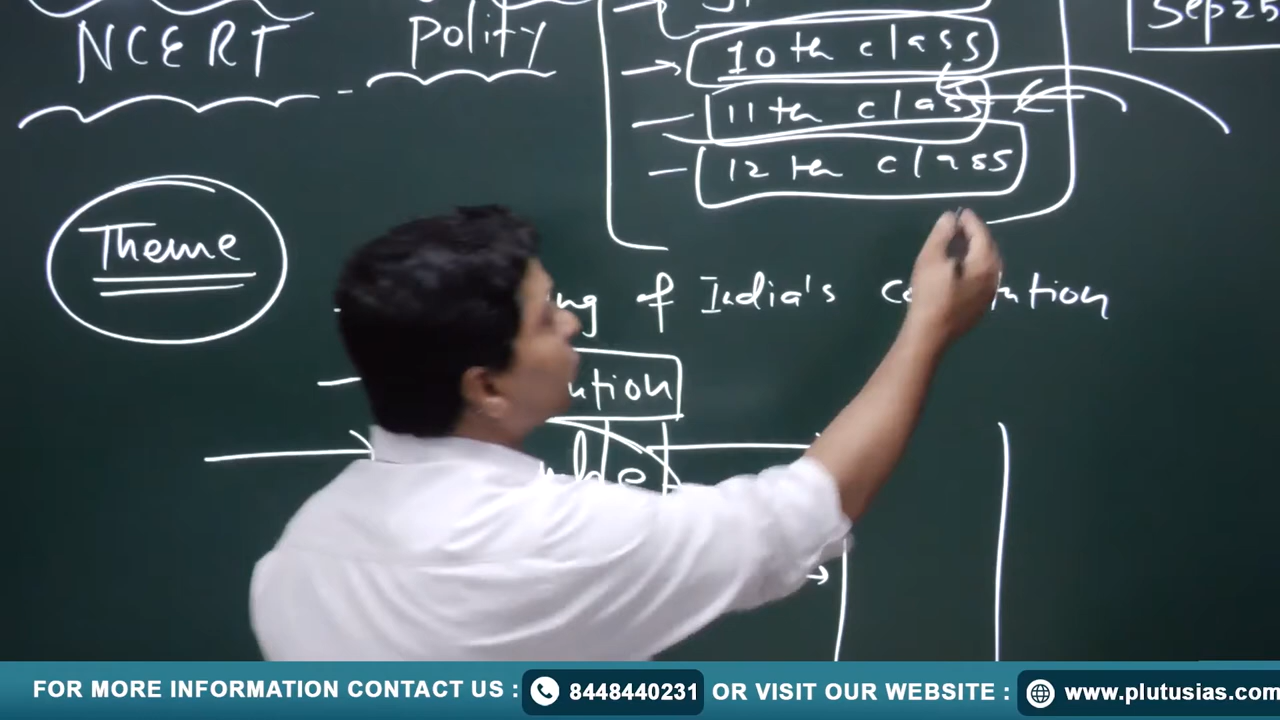 NCERT Polity
10th class
11th class
12th class
Sep25
Theme
of India's
FOR MORE INFORMATION CONTACT US : 8448440231 OR VISIT OUR WEBSITE : www.plutusias.com